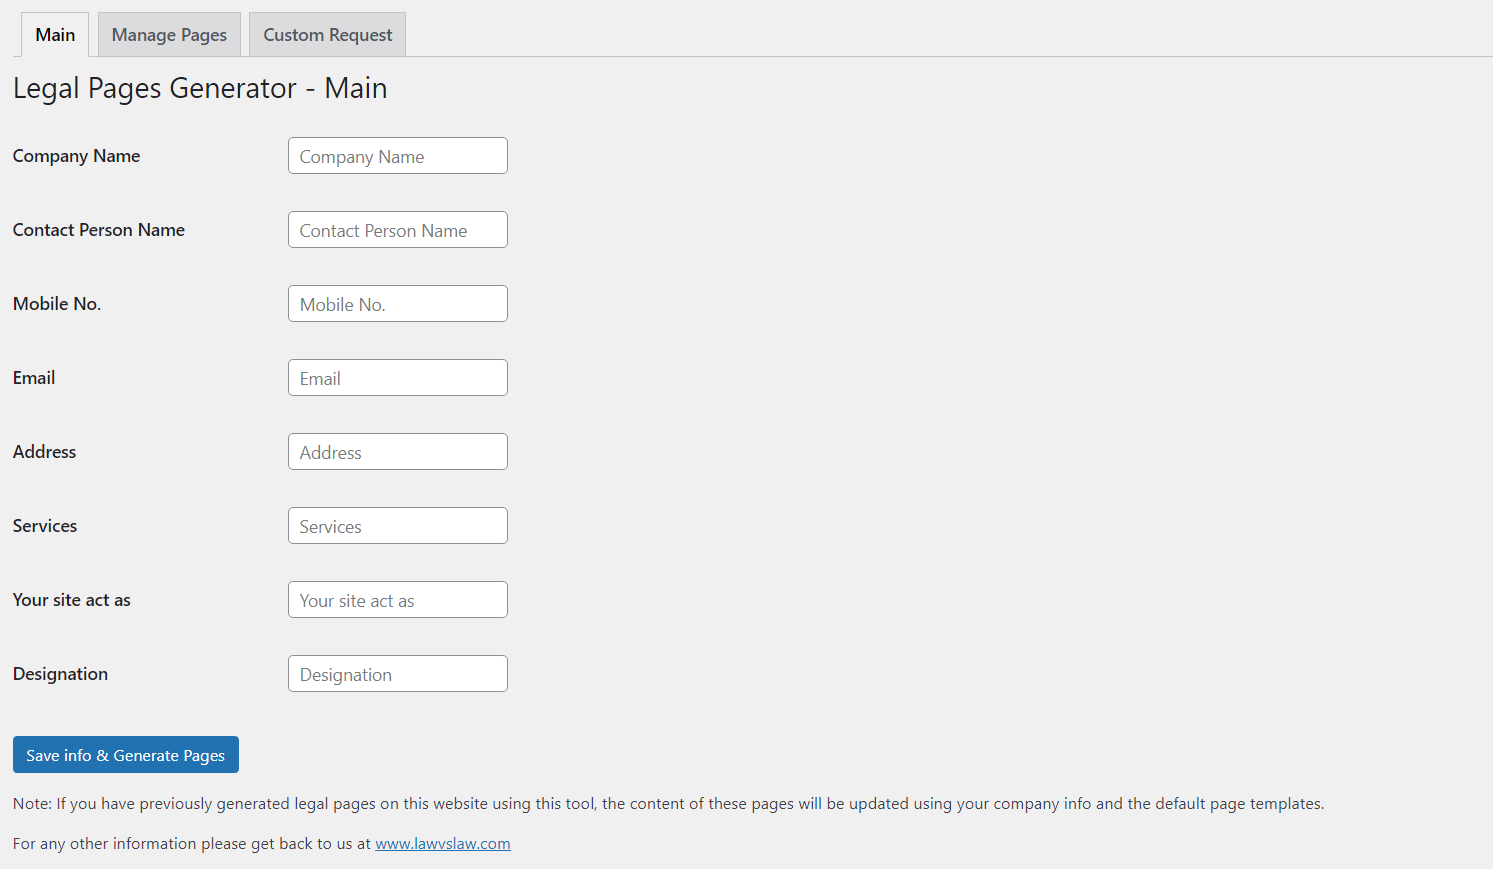 Main Manage Pages Custom Request
Legal Pages Generator - Main
Company Name Company Name
Contact Person Name Contact Person Name
Mobile No. Mobile No.
Email Email
Address Address
Services Services
Your site act as Your site act as
Designation Designation
Save info & Generate Pages
Note: If you have previously generated legal pages on this website using this tool, the content of these pages will be updated using your company info and the default page templates.
For any other information please get back to us at www.lawvslaw.com